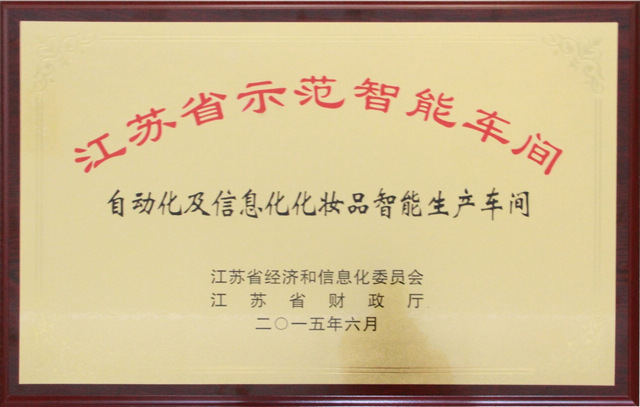 江苏省示范智能车间
自动化及信息化化妆品智能生产车间
江苏省经济和信息化委员会
江苏省财政厅
二〇一五年六月